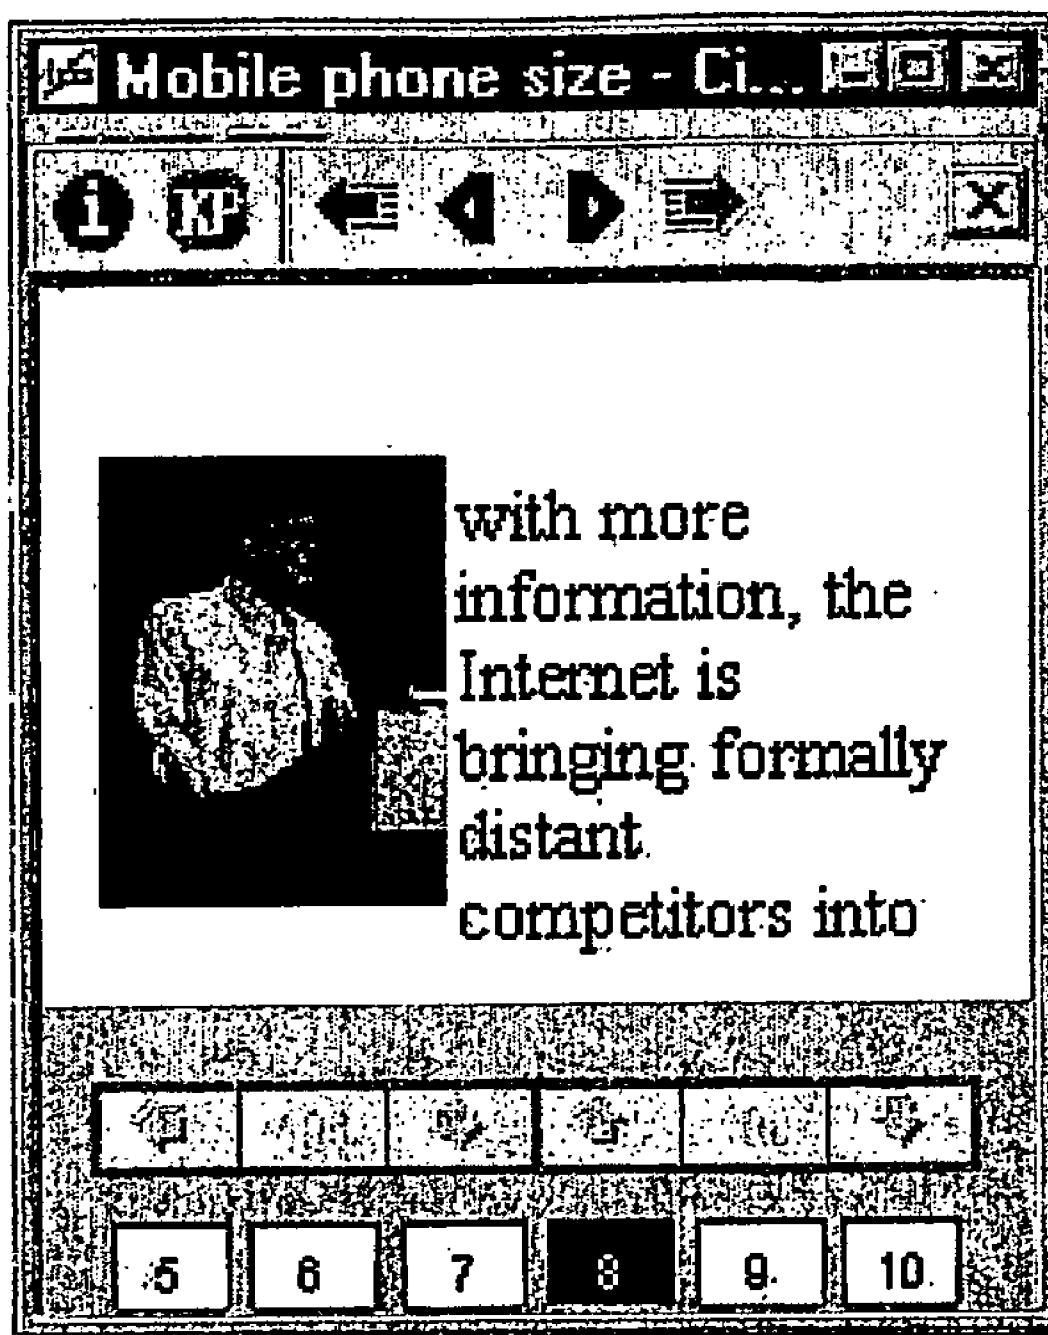 Mobile phone size - Ci...
i XP
with more
information, the
Internet is
bringing formally
distant
competitors into
5 6 7 8 9 10